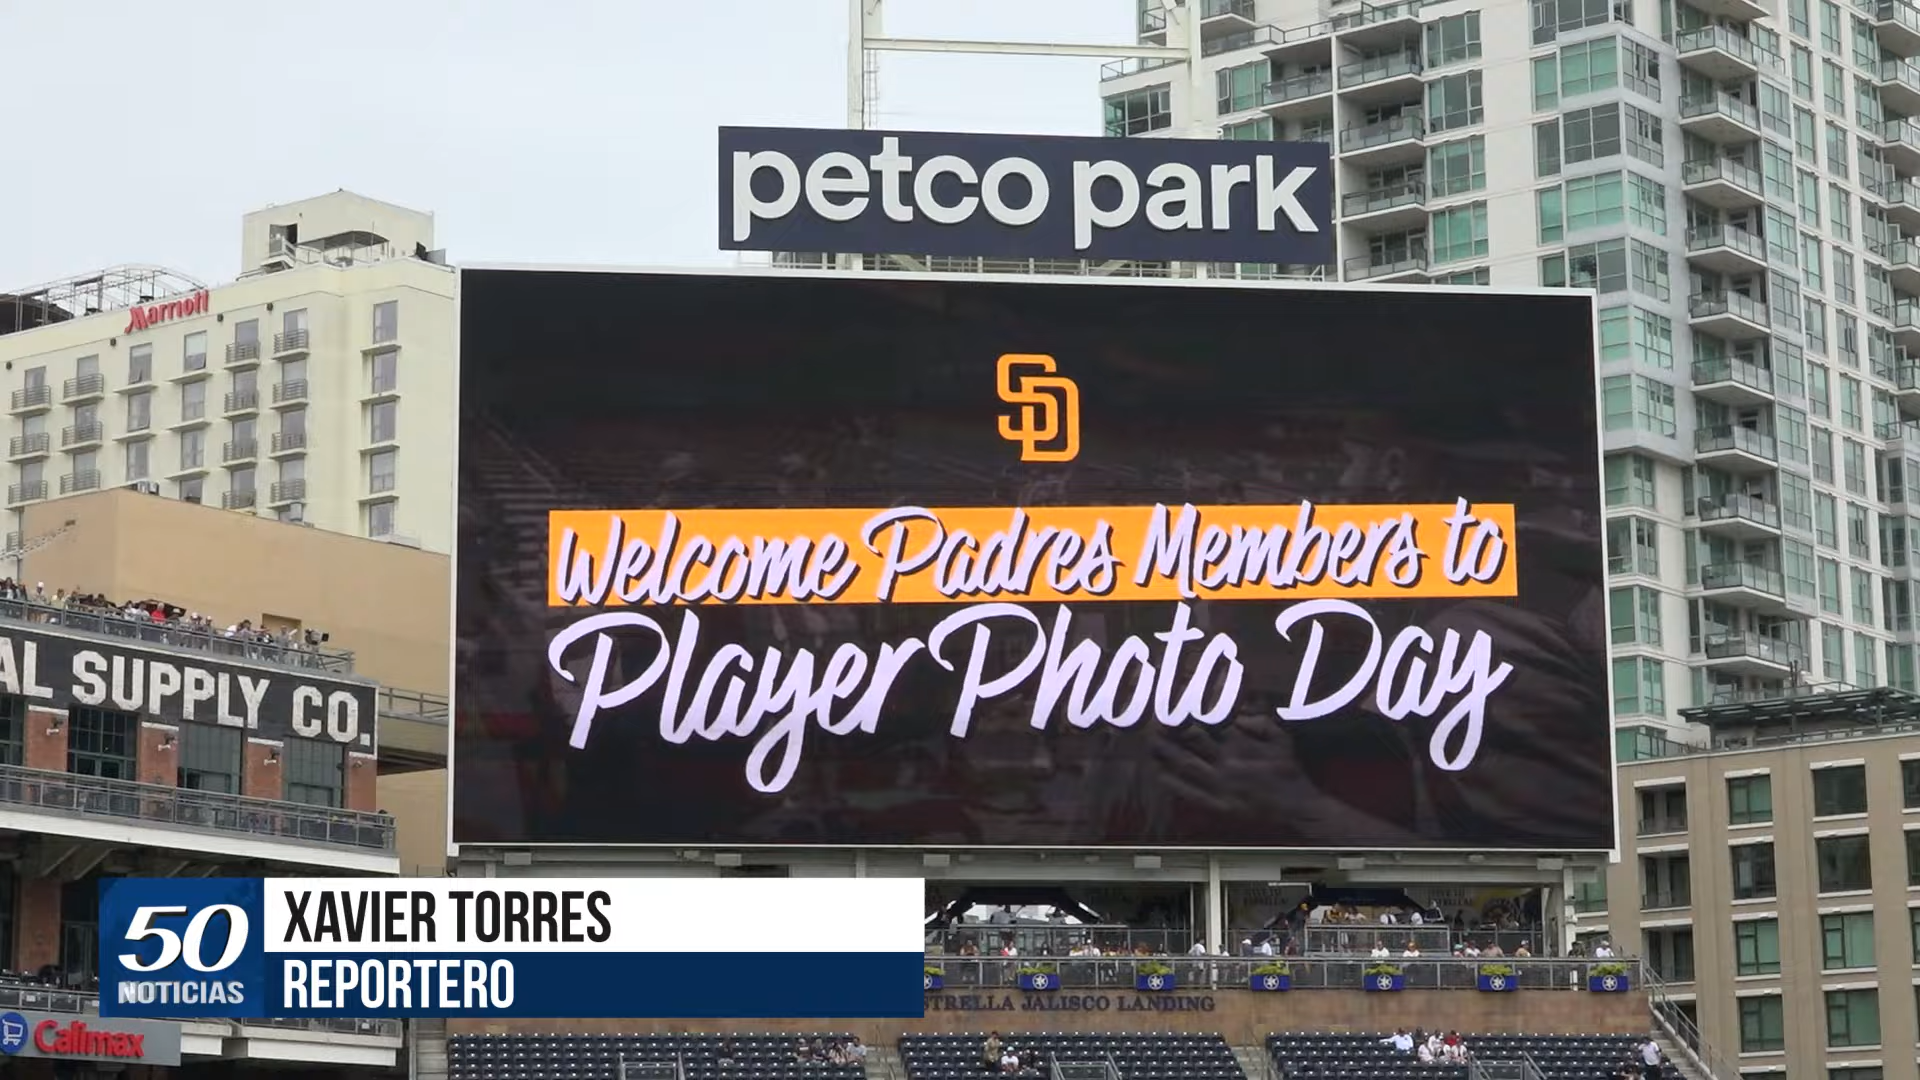 petco park
Marriott
SD
Welcome Padres Members to
Player Photo Day
AL SUPPLY CO.
50
NOTICIAS
XAVIER TORRES
REPORTERO
STRELLA JALISCO LANDING
Calimax